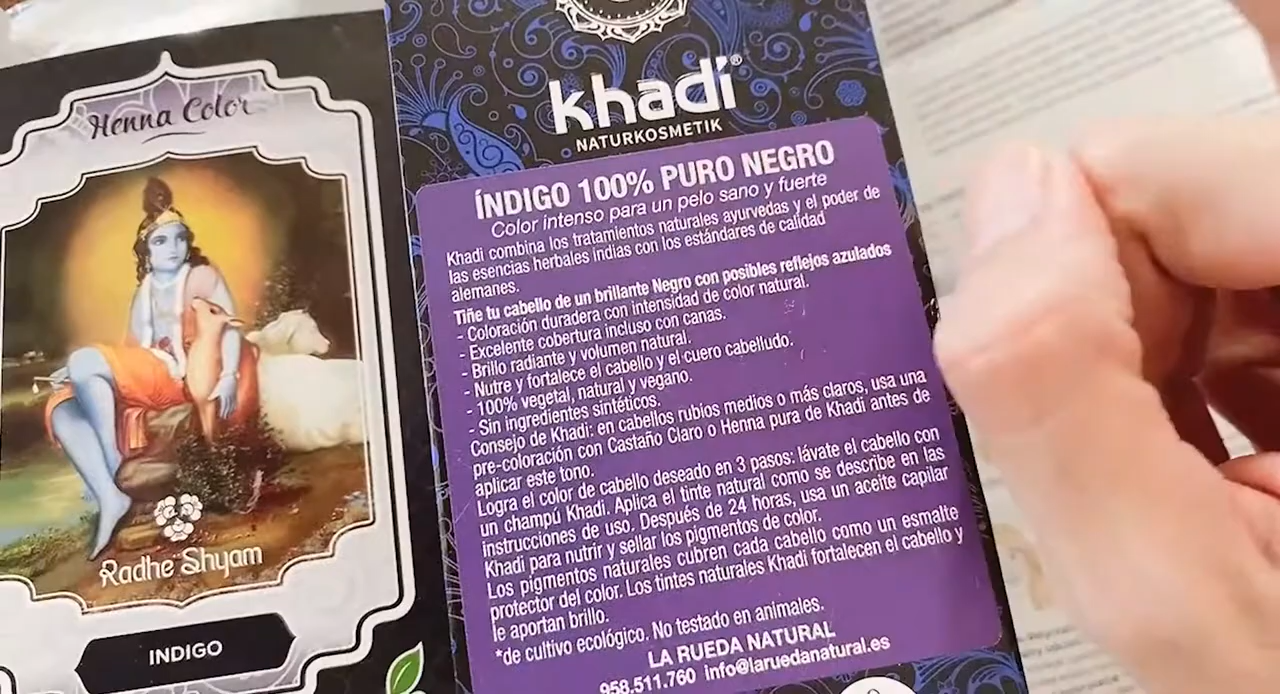 Henna Color
Radhe Shyam
INDIGO
khadí®
NATURKOSMETIK
ÍNDIGO 100% PURO NEGRO
Color intenso para un pelo sano y fuerte
Khadi combina los tratamientos naturales ayurvedas y el poder de
las esencias herbales indias con los estándares de calidad
alemanes.
Tiñe tu cabello de un brillante Negro con posibles reflejos azulados
- Coloración duradera con intensidad de color natural.
- Excelente cobertura incluso con canas.
- Brillo radiante y volumen natural.
- Nutre y fortalece el cabello y el cuero cabelludo.
- 100% vegetal, natural y vegano.
- Sin ingredientes sintéticos.
Consejo de Khadi: en cabellos rubios medios o más claros, usa una
pre-coloración con Castaño Claro o Henna pura de Khadi antes de
aplicar este tono.
Logra el color de cabello deseado en 3 pasos: lávate el cabello con
un champú Khadi. Aplica el tinte natural como se describe en las
instrucciones de uso. Después de 24 horas, usa un aceite capilar
Khadi para nutrir y sellar los pigmentos de color.
Los pigmentos naturales cubren cada cabello como un esmalte
protector del color. Los tintes naturales Khadi fortalecen el cabello y
le aportan brillo.
*de cultivo ecológico. No testado en animales.
LA RUEDA NATURAL
958.511.760 info@laruedanatural.es